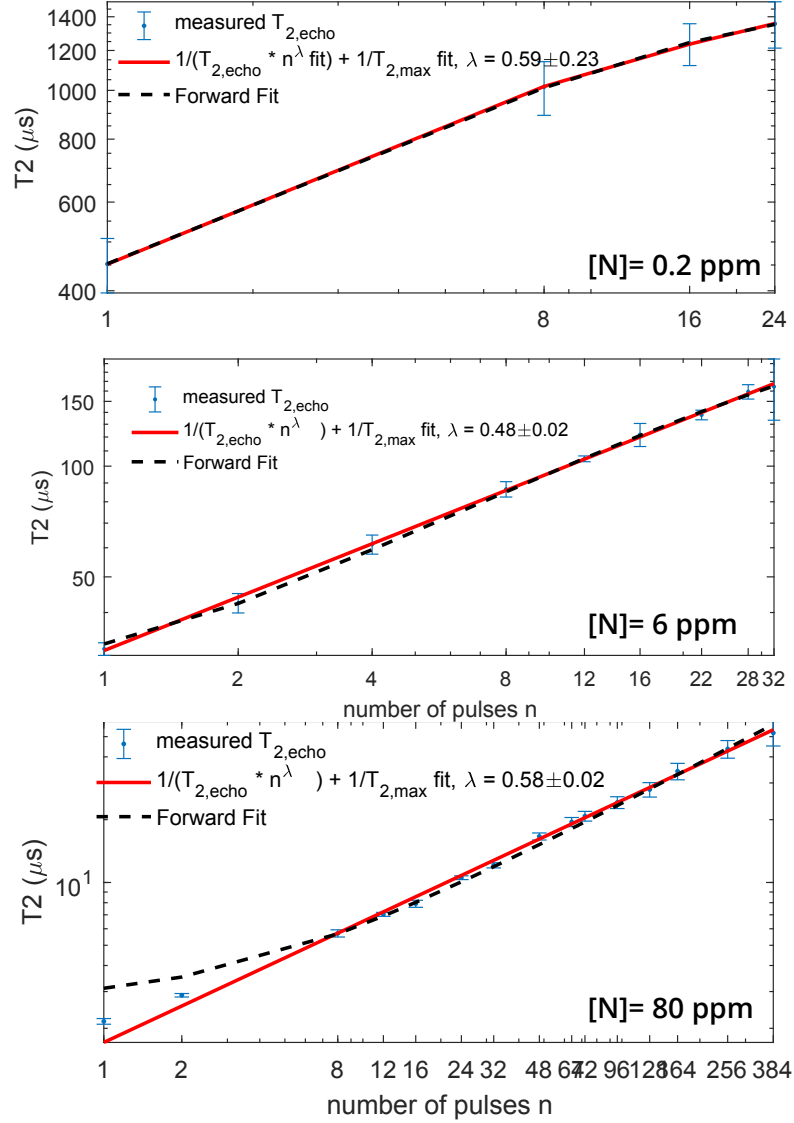 1400
1200
1000
800
600
400
T2 (μs)
measured T2,echo
1/(T2,echo * n^λ fit) + 1/T2,max fit, λ = 0.59±0.23
Forward Fit
[N]= 0.2 ppm
1 8 16 24
150
100
50
T2 (μs)
measured T2,echo
1/(T2,echo * n^λ ) + 1/T2,max fit, λ = 0.48±0.02
Forward Fit
[N]= 6 ppm
1 2 4 8 12 16 22 28 32
number of pulses n
10^1
T2 (μs)
measured T2,echo
1/(T2,echo * n^λ ) + 1/T2,max fit, λ = 0.58±0.02
Forward Fit
[N]= 80 ppm
1 2 8 12 16 24 32 48 64 72 96 128 164 256 384
number of pulses n